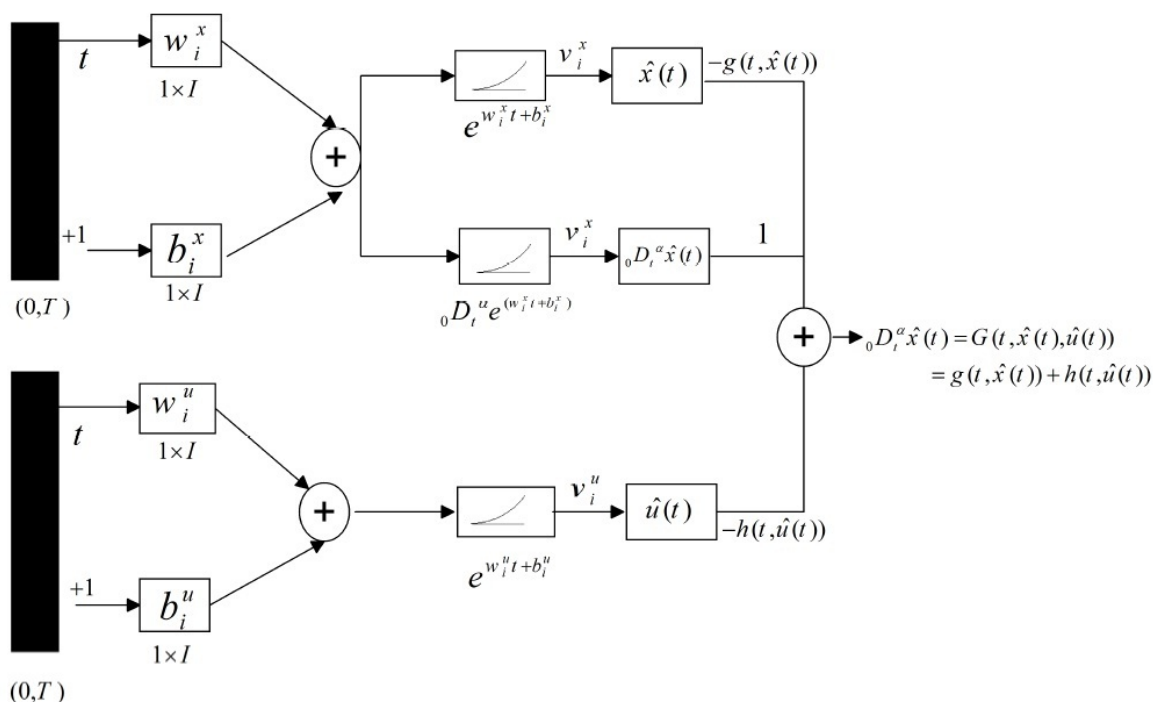 t
w_i^x
1×I
+
+1
b_i^x
1×I
(0,T)
e^{w_i^x t+b_i^x}
v_i^x
x̂(t)
−g(t,x̂(t))
₀D_t^α e^{(w_i^x t+b_i^x)}
v_i^x
₀D_t^α x̂(t)
1
+
₀D_t^α x̂(t) = G(t,x̂(t),û(t))
= g(t,x̂(t)) + h(t,û(t))
t
w_i^u
1×I
+
+1
b_i^u
1×I
(0,T)
e^{w_i^u t+b_i^u}
v_i^u
û(t)
−h(t,û(t))